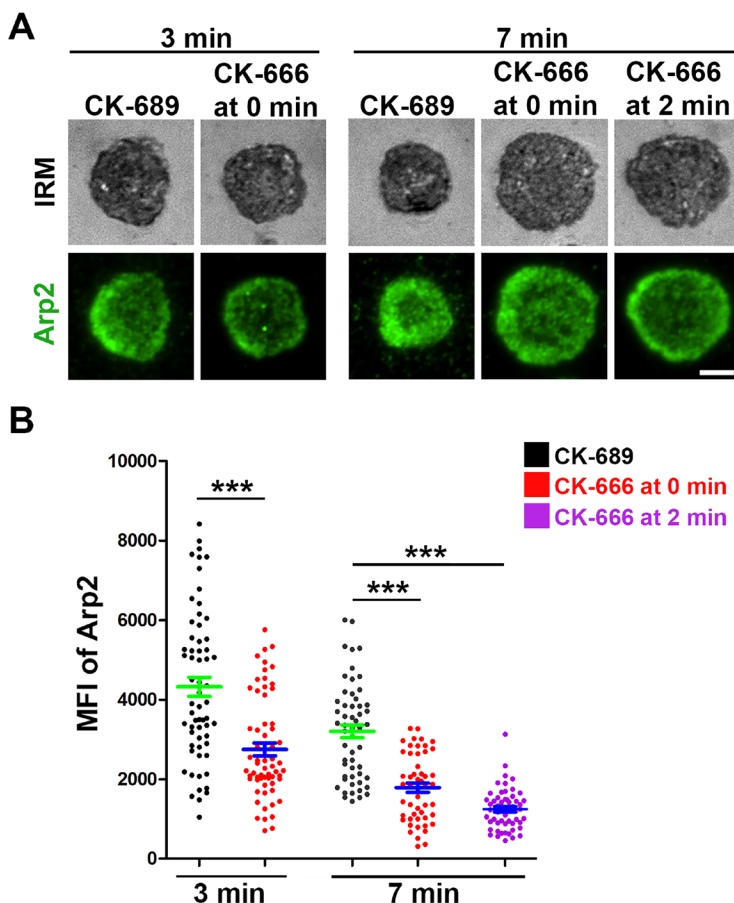 A
3 min
7 min
CK-689
CK-666
at 0 min
CK-689
CK-666
at 0 min
CK-666
at 2 min
IRM
Arp2
B
CK-689
CK-666 at 0 min
CK-666 at 2 min
MFI of Arp2
10000
8000
6000
4000
2000
0
***
***
***
3 min
7 min